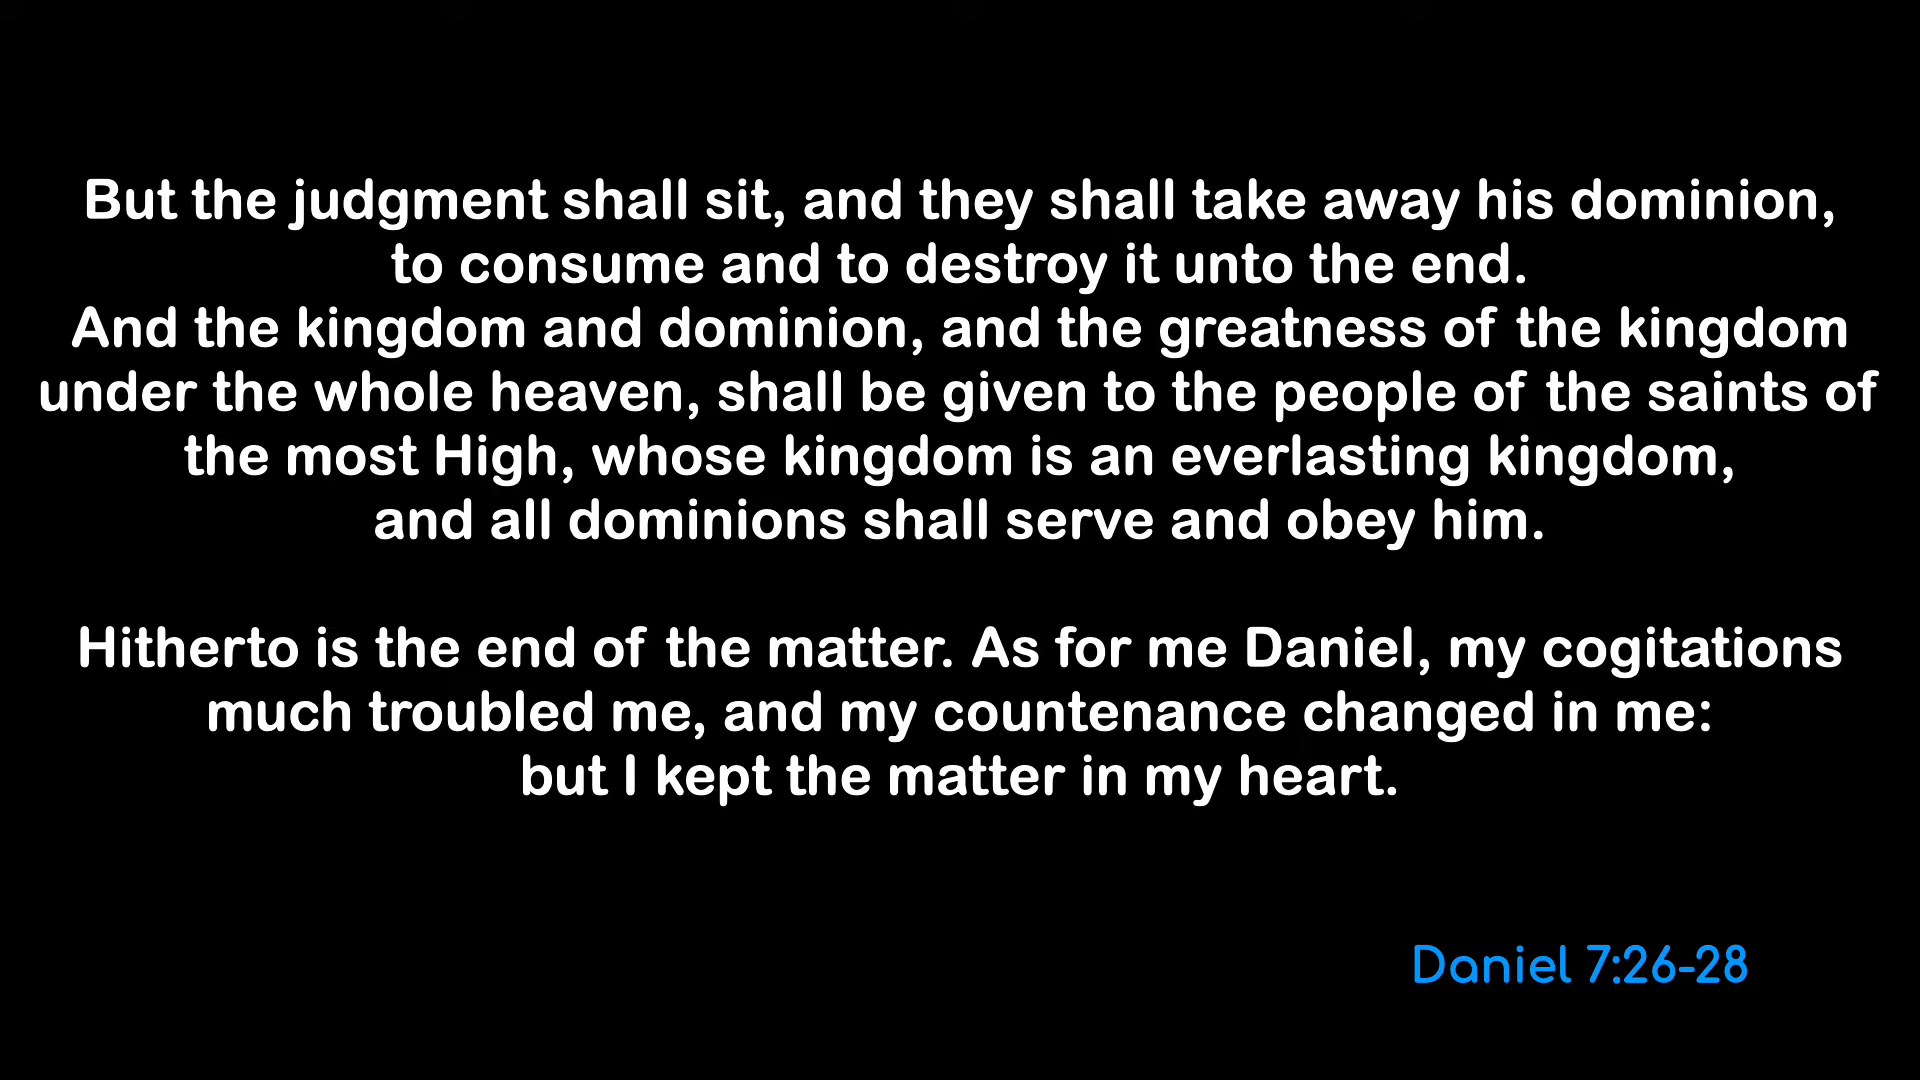 But the judgment shall sit, and they shall take away his dominion,
to consume and to destroy it unto the end.
And the kingdom and dominion, and the greatness of the kingdom
under the whole heaven, shall be given to the people of the saints of
the most High, whose kingdom is an everlasting kingdom,
and all dominions shall serve and obey him.
Hitherto is the end of the matter. As for me Daniel, my cogitations
much troubled me, and my countenance changed in me:
but I kept the matter in my heart.
Daniel 7:26-28